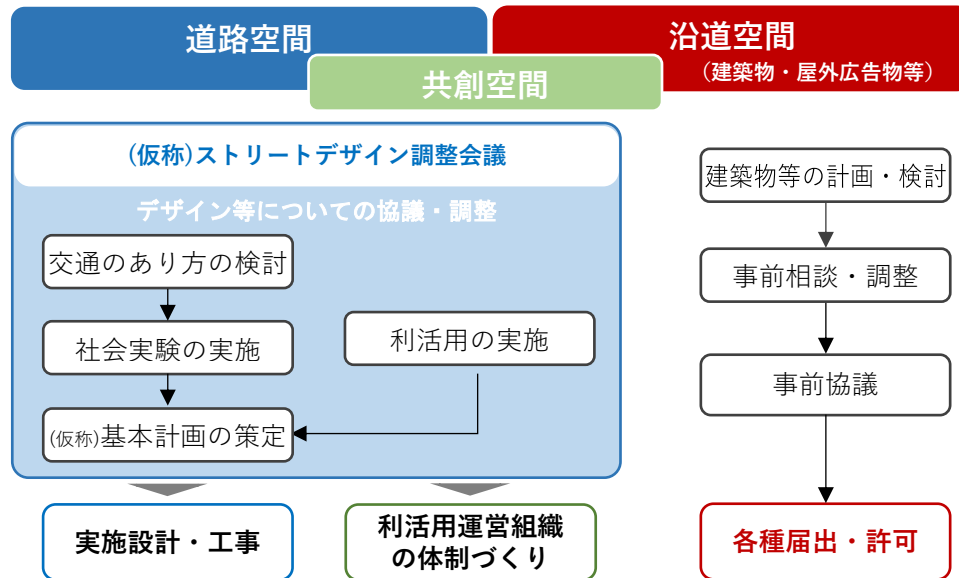 道路空間
沿道空間
（建築物・屋外広告物等）
共創空間
(仮称)ストリートデザイン調整会議
デザイン等についての協議・調整
交通のあり方の検討
社会実験の実施
利活用の実施
(仮称)基本計画の策定
実施設計・工事
利活用運営組織
の体制づくり
建築物等の計画・検討
事前相談・調整
事前協議
各種届出・許可